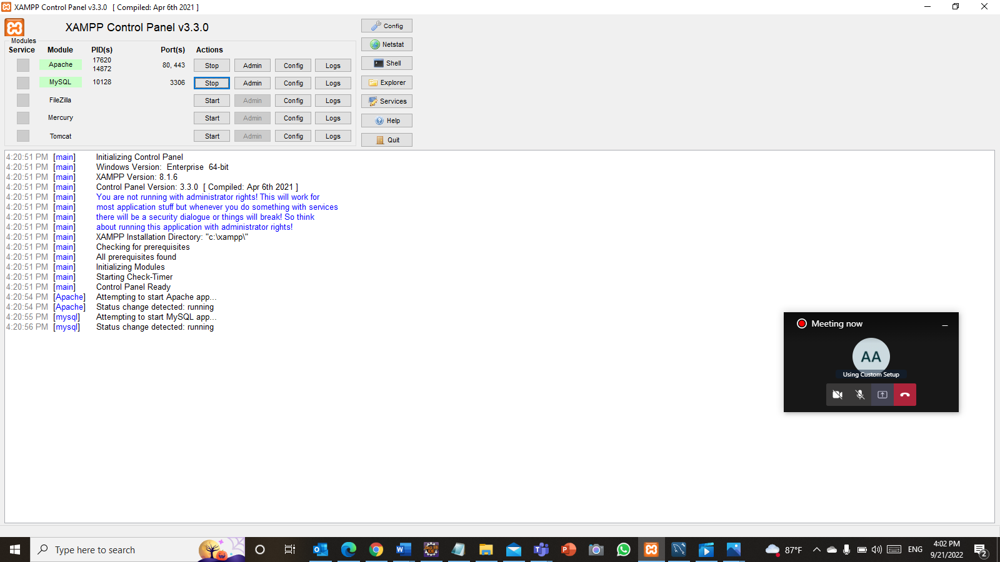 XAMPP Control Panel v3.3.0 [ Compiled: Apr 6th 2021 ]
XAMPP Control Panel v3.3.0
Modules
Service Module PID(s) Port(s) Actions
Apache 17620 14872 80, 443 Stop Admin Config Logs
MySQL 10128 3306 Stop Admin Config Logs
FileZilla Start Admin Config Logs
Mercury Start Admin Config Logs
Tomcat Start Admin Config Logs
Config
Netstat
Shell
Explorer
Services
Help
Quit
4:20:51 PM [main] Initializing Control Panel
4:20:51 PM [main] Windows Version: Enterprise 64-bit
4:20:51 PM [main] XAMPP Version: 8.1.6
4:20:51 PM [main] Control Panel Version: 3.3.0 [ Compiled: Apr 6th 2021 ]
4:20:51 PM [main] You are not running with administrator rights! This will work for
4:20:51 PM [main] most application stuff but whenever you do something with services
4:20:51 PM [main] there will be a security dialogue or things will break! So think
4:20:51 PM [main] about running this application with administrator rights!
4:20:51 PM [main] XAMPP Installation Directory: "c:\xampp\"
4:20:51 PM [main] Checking for prerequisites
4:20:51 PM [main] All prerequisites found
4:20:51 PM [main] Initializing Modules
4:20:51 PM [main] Starting Check-Timer
4:20:51 PM [main] Control Panel Ready
4:20:54 PM [Apache] Attempting to start Apache app...
4:20:54 PM [Apache] Status change detected: running
4:20:55 PM [mysql] Attempting to start MySQL app...
4:20:56 PM [mysql] Status change detected: running
Meeting now
AA
Using Custom Setup
Type here to search
87°F
ENG
4:02 PM
9/21/2022
2